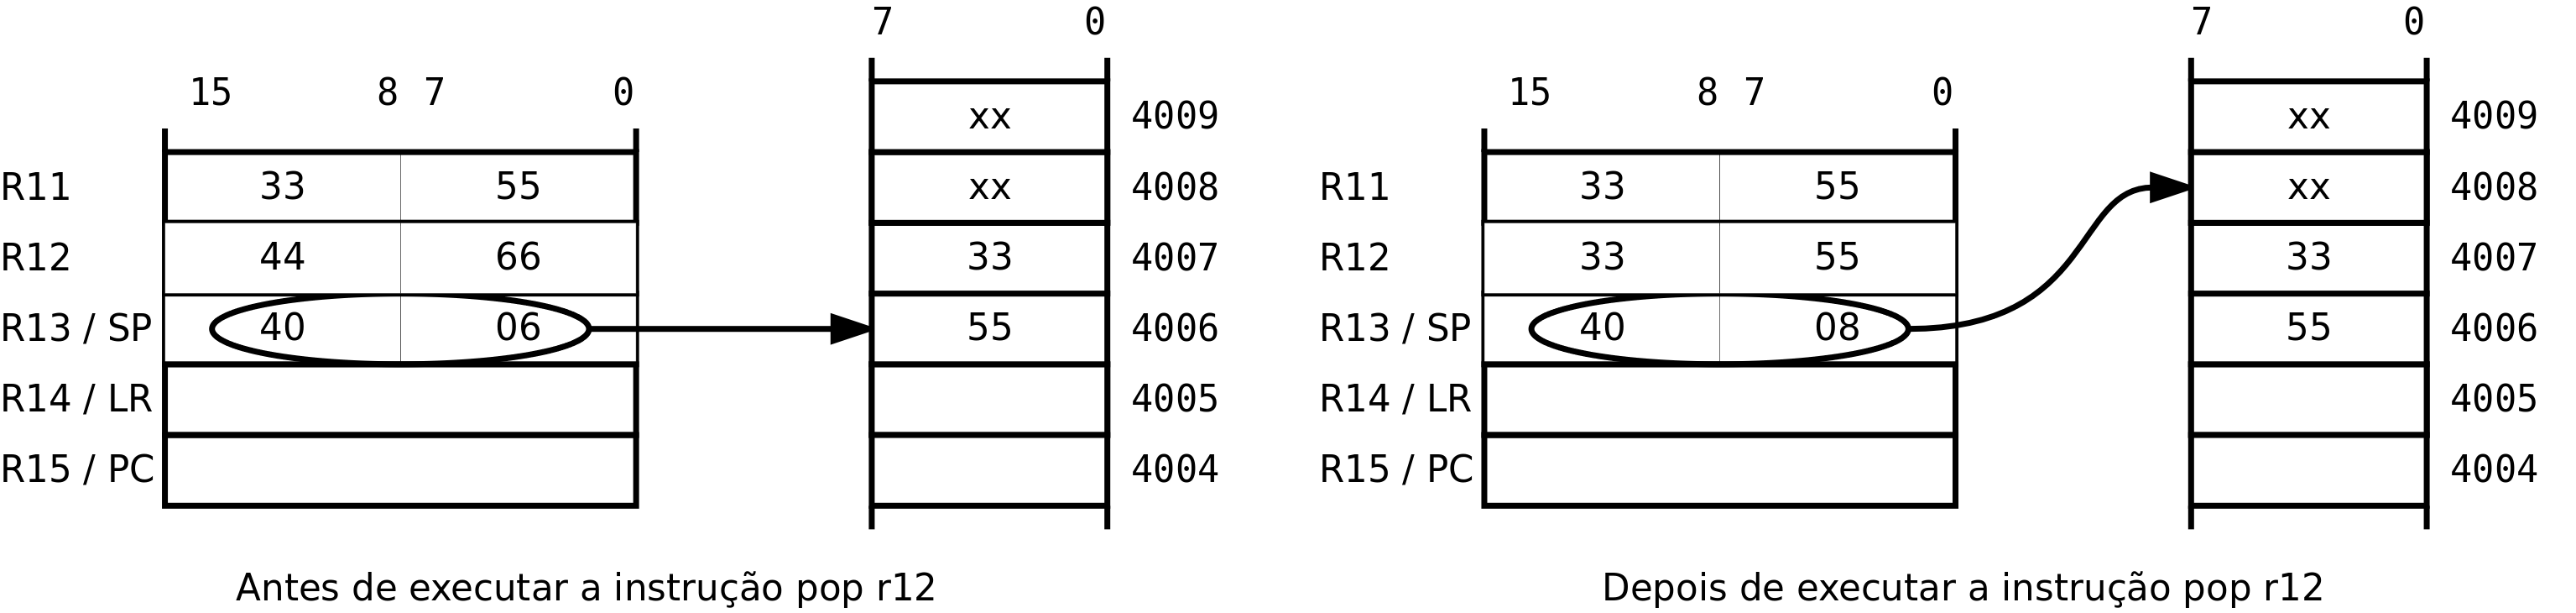 7 0 7 0
15 8 7 0 15 8 7 0
xx 4009 xx 4009
R11 33 55 xx 4008 R11 33 55 xx 4008
R12 44 66 33 4007 R12 33 55 33 4007
R13 / SP 40 06 55 4006 R13 / SP 40 08 55 4006
R14 / LR 4005 R14 / LR 4005
R15 / PC 4004 R15 / PC 4004
Antes de executar a instrução pop r12 Depois de executar a instrução pop r12